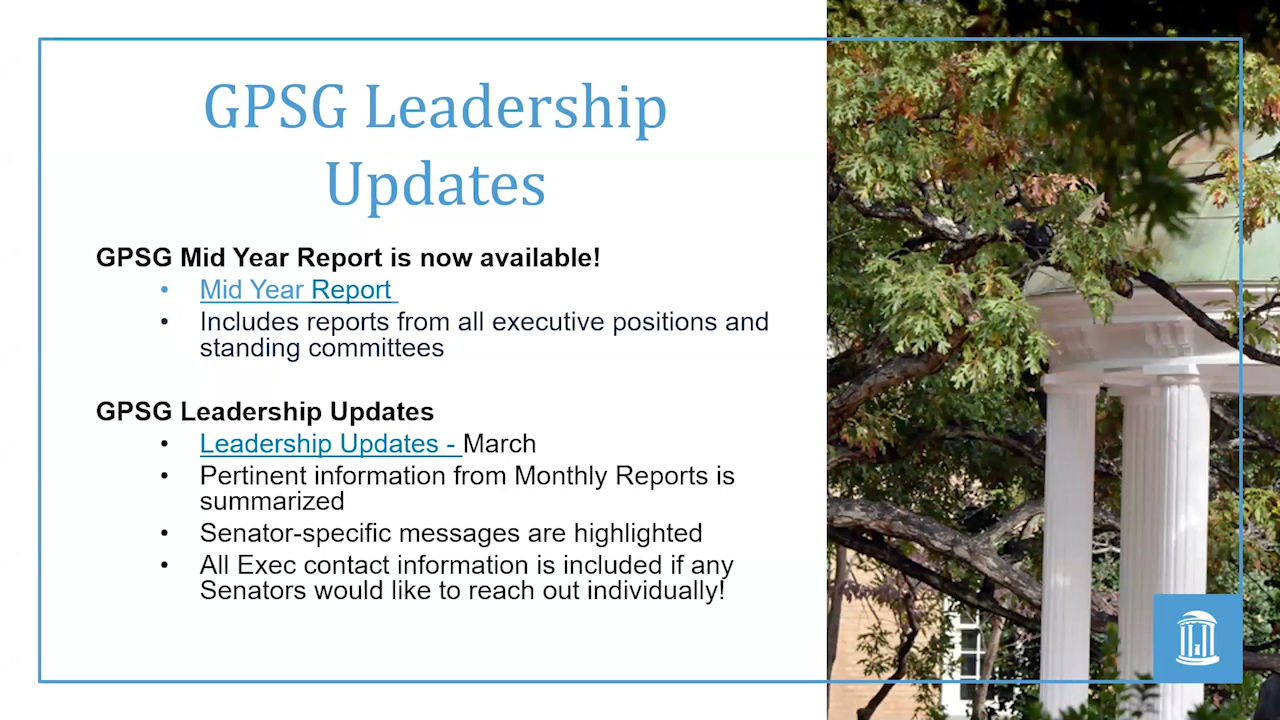 GPSG Leadership
Updates
GPSG Mid Year Report is now available!
• Mid Year Report
• Includes reports from all executive positions and
standing committees
GPSG Leadership Updates
• Leadership Updates - March
• Pertinent information from Monthly Reports is
summarized
• Senator-specific messages are highlighted
• All Exec contact information is included if any
Senators would like to reach out individually!